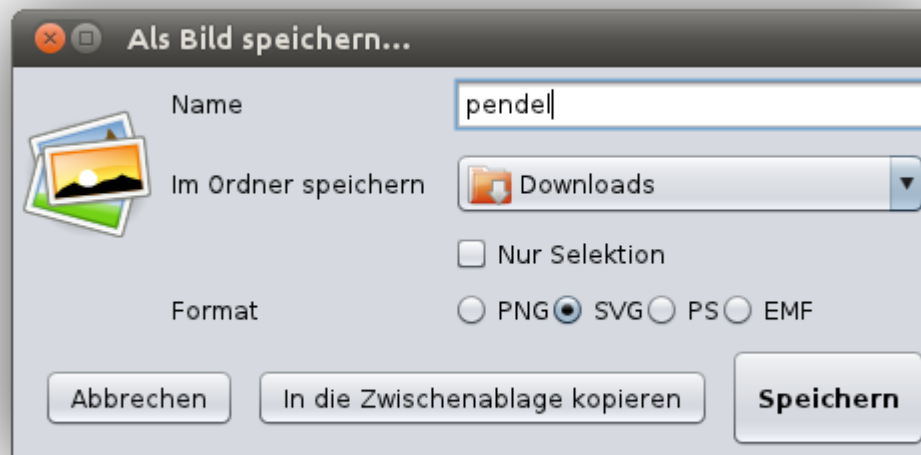 Als Bild speichern...
Name pendel
Im Ordner speichern Downloads
Nur Selektion
Format PNG SVG PS EMF
Abbrechen In die Zwischenablage kopieren Speichern